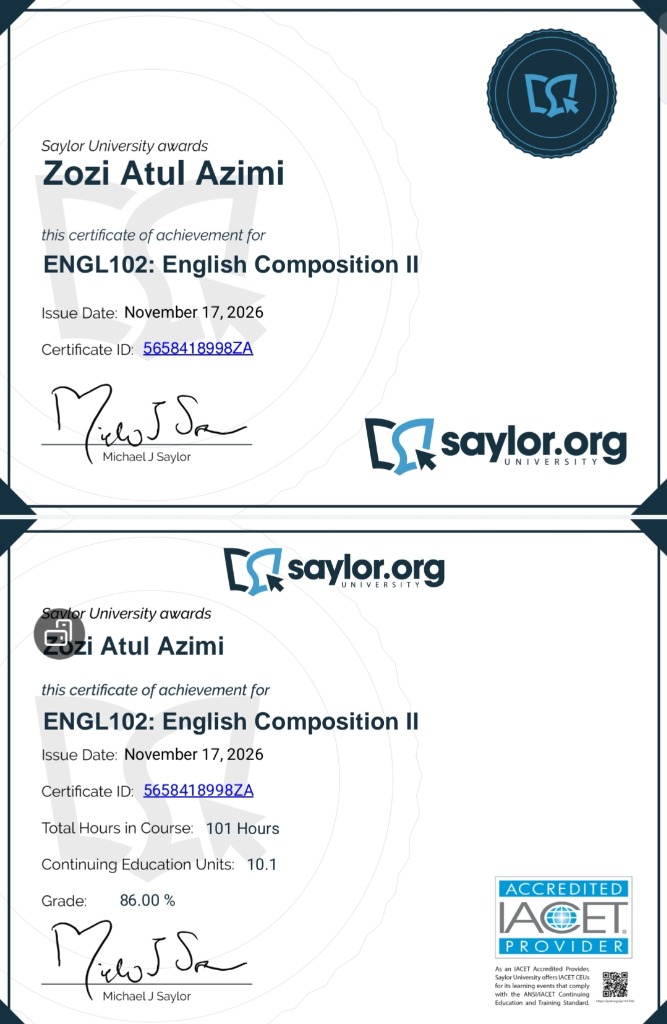 Saylor University awards
Zozi Atul Azimi
this certificate of achievement for
ENGL102: English Composition II
Issue Date: November 17, 2026
Certificate ID: 5658418998ZA
Michael J Saylor
saylor.org
UNIVERSITY
saylor.org
UNIVERSITY
Saylor University awards
Zozi Atul Azimi
this certificate of achievement for
ENGL102: English Composition II
Issue Date: November 17, 2026
Certificate ID: 5658418998ZA
Total Hours in Course: 101 Hours
Continuing Education Units: 10.1
Grade: 86.00 %
Michael J Saylor
ACCREDITED
IACET®
PROVIDER
As an IACET Accredited Provider,
Saylor University offers IACET CEUs
for its learning events that comply
with the ANSI/IACET Continuing
Education and Training Standard.